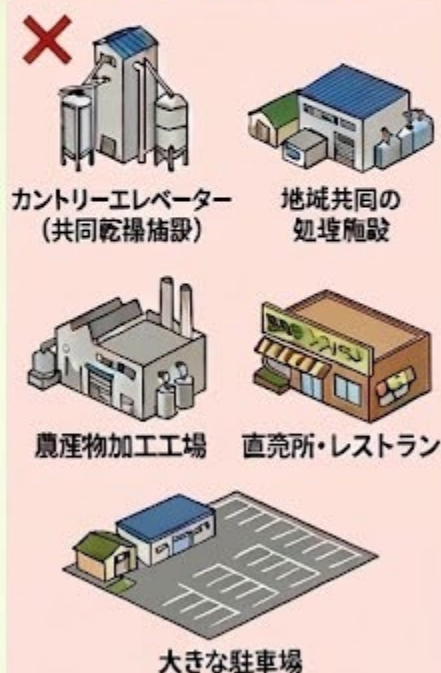 カントリーエレベーター
(共同乾燥施設)
地域共同の
処理施設
農産物加工工場
直売所・レストラン
大きな駐車場